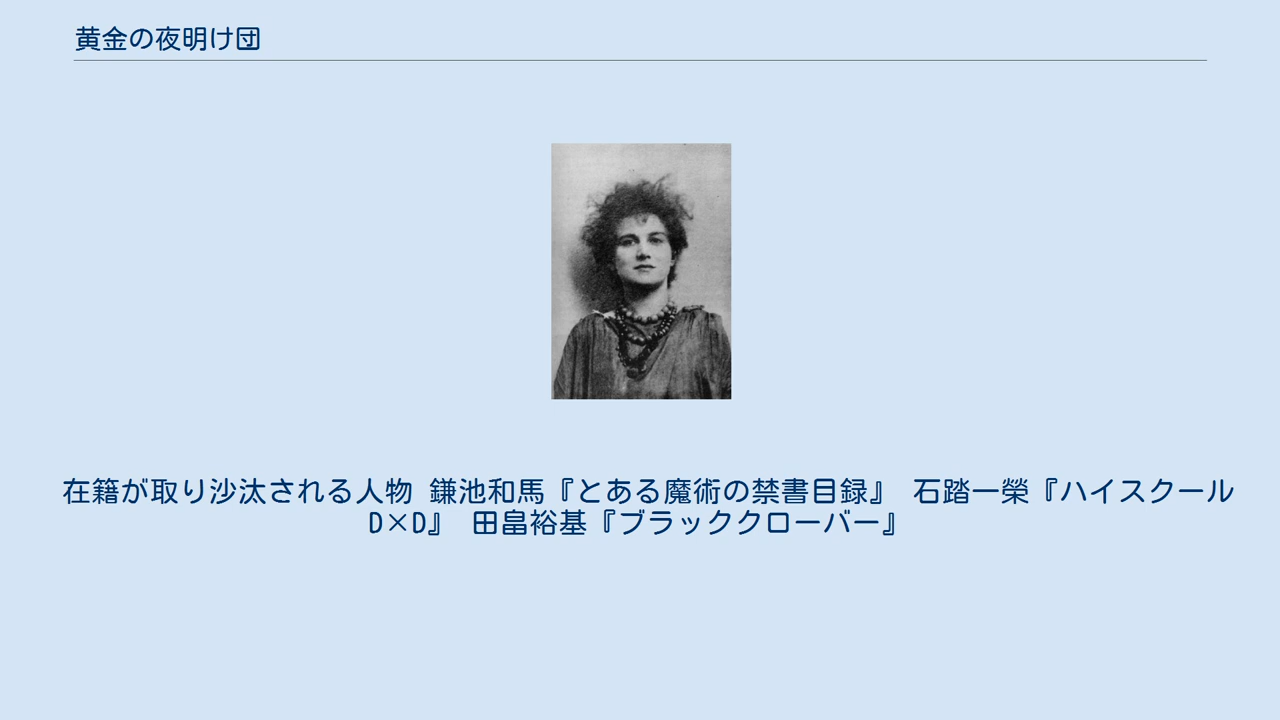 黄金の夜明け団
在籍が取り沙汰される人物 鎌池和馬『とある魔術の禁書目録』 石踏一榮『ハイスクール
D×D』 田畠裕基『ブラッククローバー』